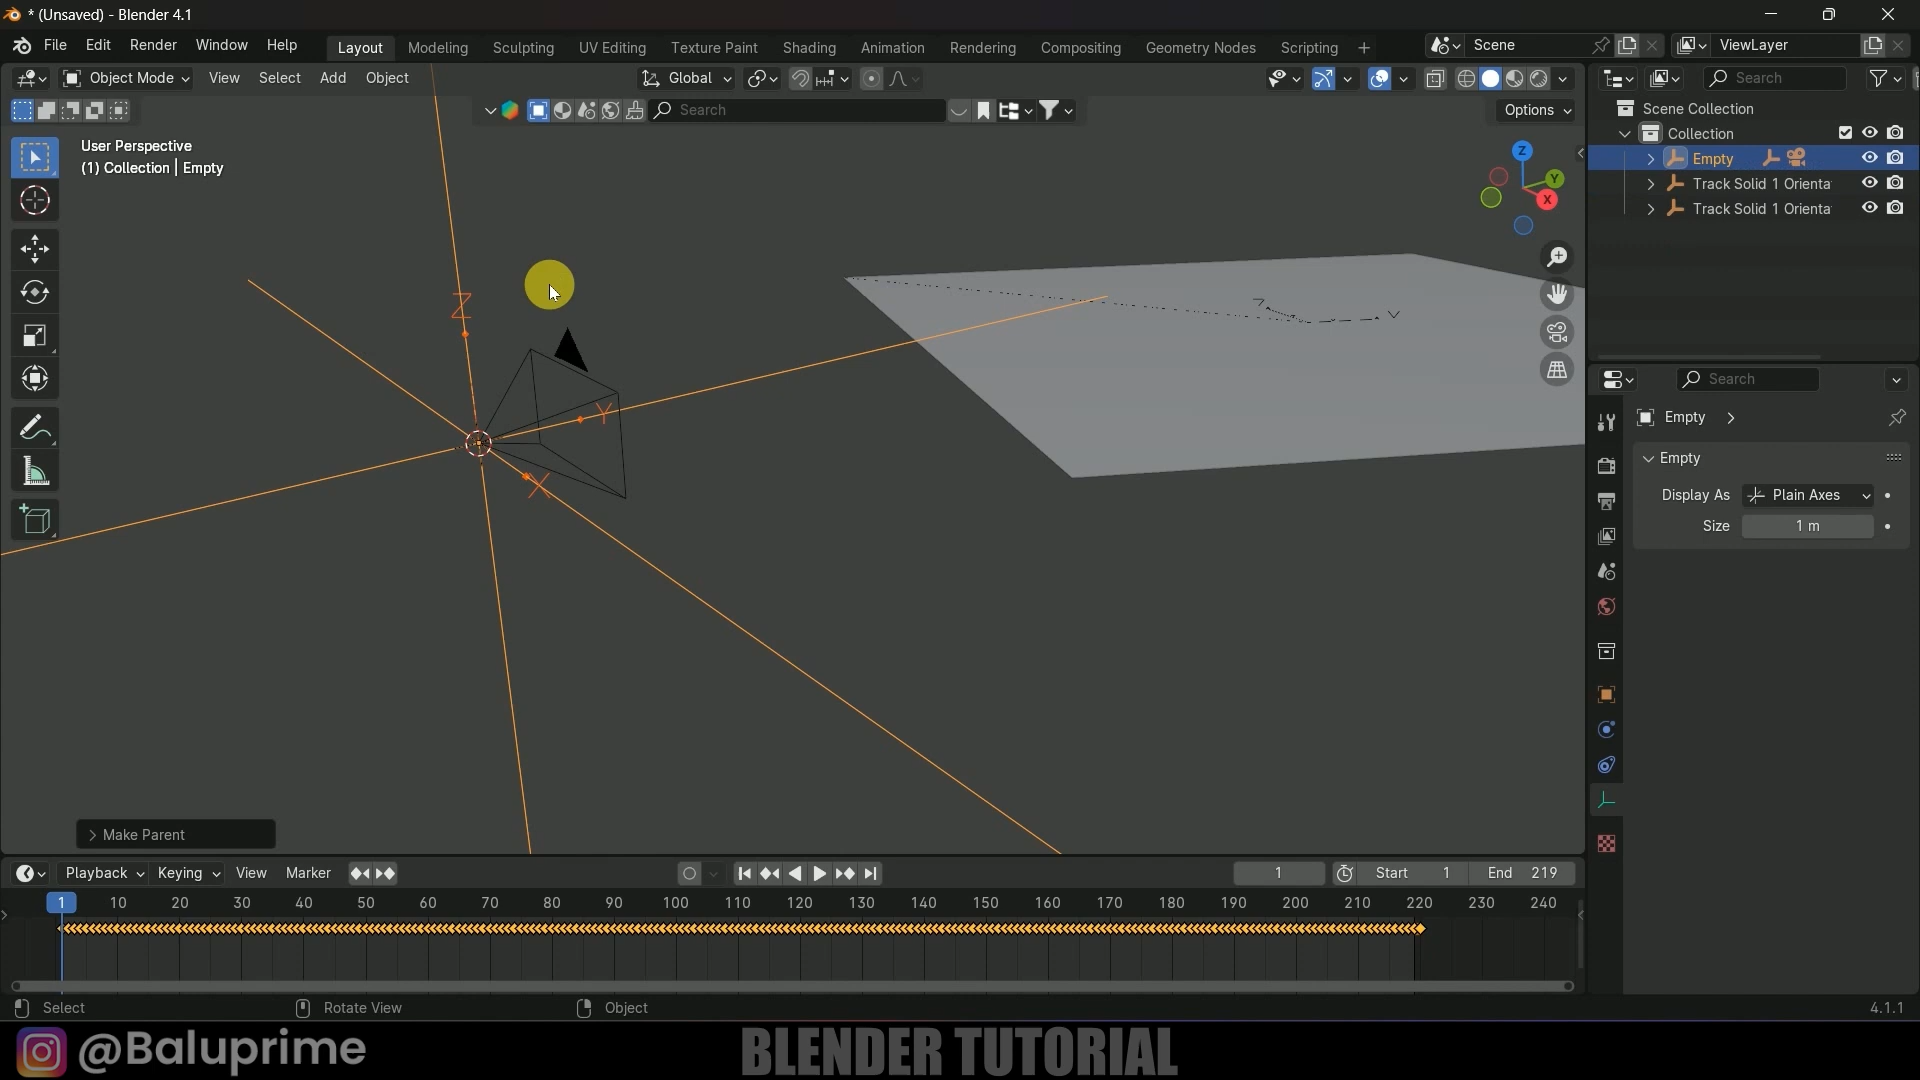 * (Unsaved) - Blender 4.1
File Edit Render Window Help Layout Modeling Sculpting UV Editing Texture Paint Shading Animation Rendering Compositing Geometry Nodes Scripting + Scene ViewLayer
Object Mode View Select Add Object Global Search
Search Options
User Perspective
(1) Collection | Empty
Scene Collection
Collection
Empty
Track Solid 1 Orienta
Track Solid 1 Orienta
Z
Y
X
Z
Y
X
Search
Empty
Empty
Display As Plain Axes
Size 1 m
Make Parent
Playback Keying View Marker 1 Start 1 End 219
1 10 20 30 40 50 60 70 80 90 100 110 120 130 140 150 160 170 180 190 200 210 220 230 240
Select Rotate View Object 4.1.1
@Baluprime BLENDER TUTORIAL